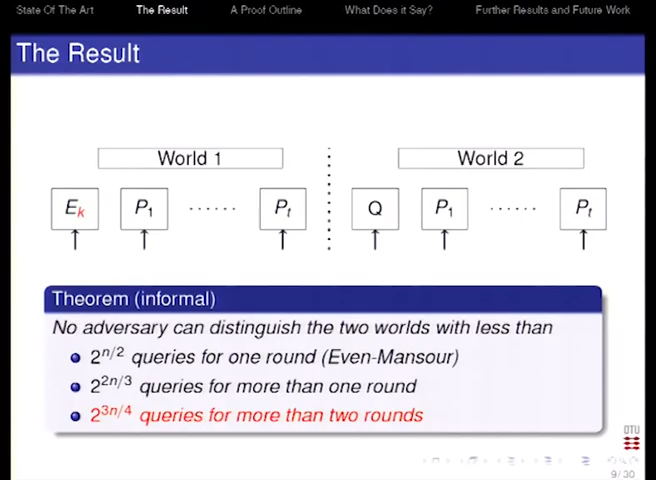 State Of The Art The Result A Proof Outline What Does it Say? Further Results and Future Work
The Result
World 1 World 2
E_k P_1 ...... P_t Q P_1 ...... P_t
Theorem (informal)
No adversary can distinguish the two worlds with less than
2^{n/2} queries for one round (Even-Mansour)
2^{2n/3} queries for more than one round
2^{3n/4} queries for more than two rounds
DTU
9/30